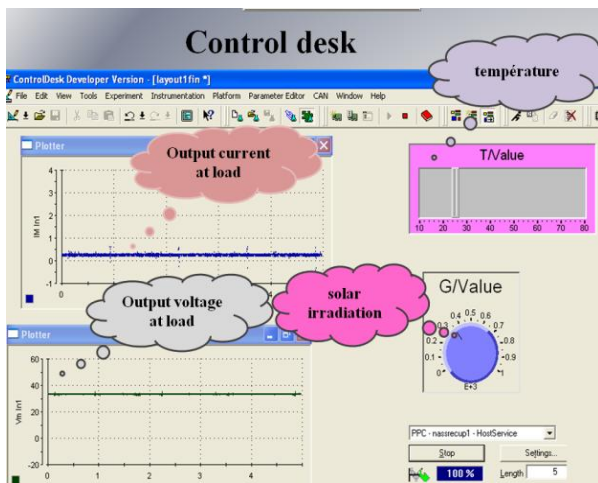 Control desk
ControlDesk Developer Version - [layout1fin *]
File Edit View Tools Experiment Instrumentation Platform Parameter Editor CAN Window Help
température
Plotter
Output current
at load
T/Value
4
3
2
1
0
-1
IM In1
0
4
10 20 30 40 50 60 70 80
Output voltage
at load
solar
irradiation
G/Value
0 0.1 0.2 0.3 0.4 0.5 0.6 0.7 0.8 0.9 1
E+3
Plotter
60
40
20
0
-20
Vm In1
0 1 2 3 4
PPC - nassrecup1 - HostService
Stop
Settings...
100 %
Length
5